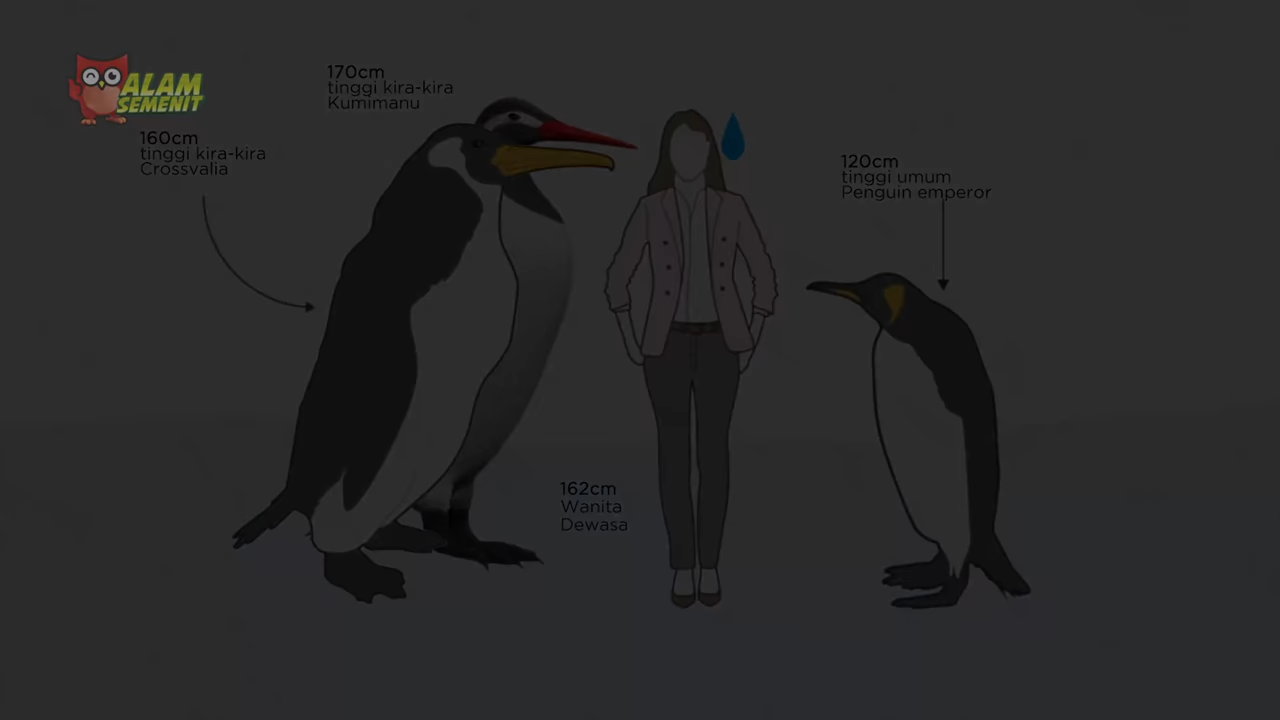 ALAM
SEMENIT
170cm
tinggi kira-kira
Kumimanu
160cm
tinggi kira-kira
Crossvalia
120cm
tinggi umum
Penguin emperor
162cm
Wanita
Dewasa